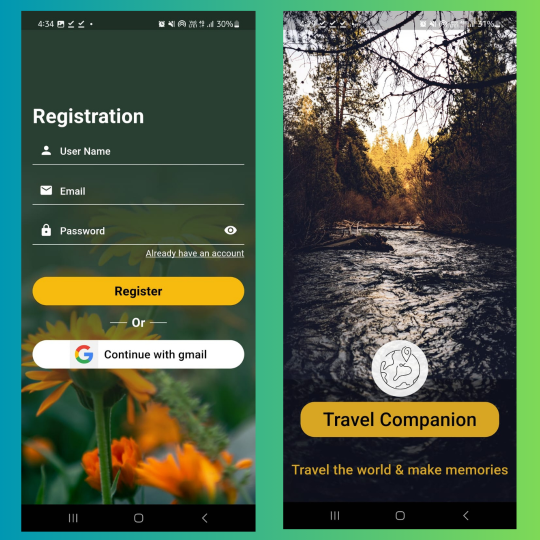 4:34
30%
Registration
User Name
Email
Password
Already have an account
Register
Or
Continue with gmail
31%
Travel Companion
Travel the world & make memories